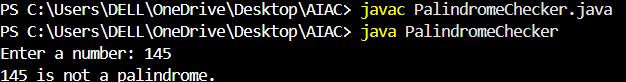 PS C:\Users\DELL\OneDrive\Desktop\AIAC> javac PalindromeChecker.java
PS C:\Users\DELL\OneDrive\Desktop\AIAC> java PalindromeChecker
Enter a number: 145
145 is not a palindrome.